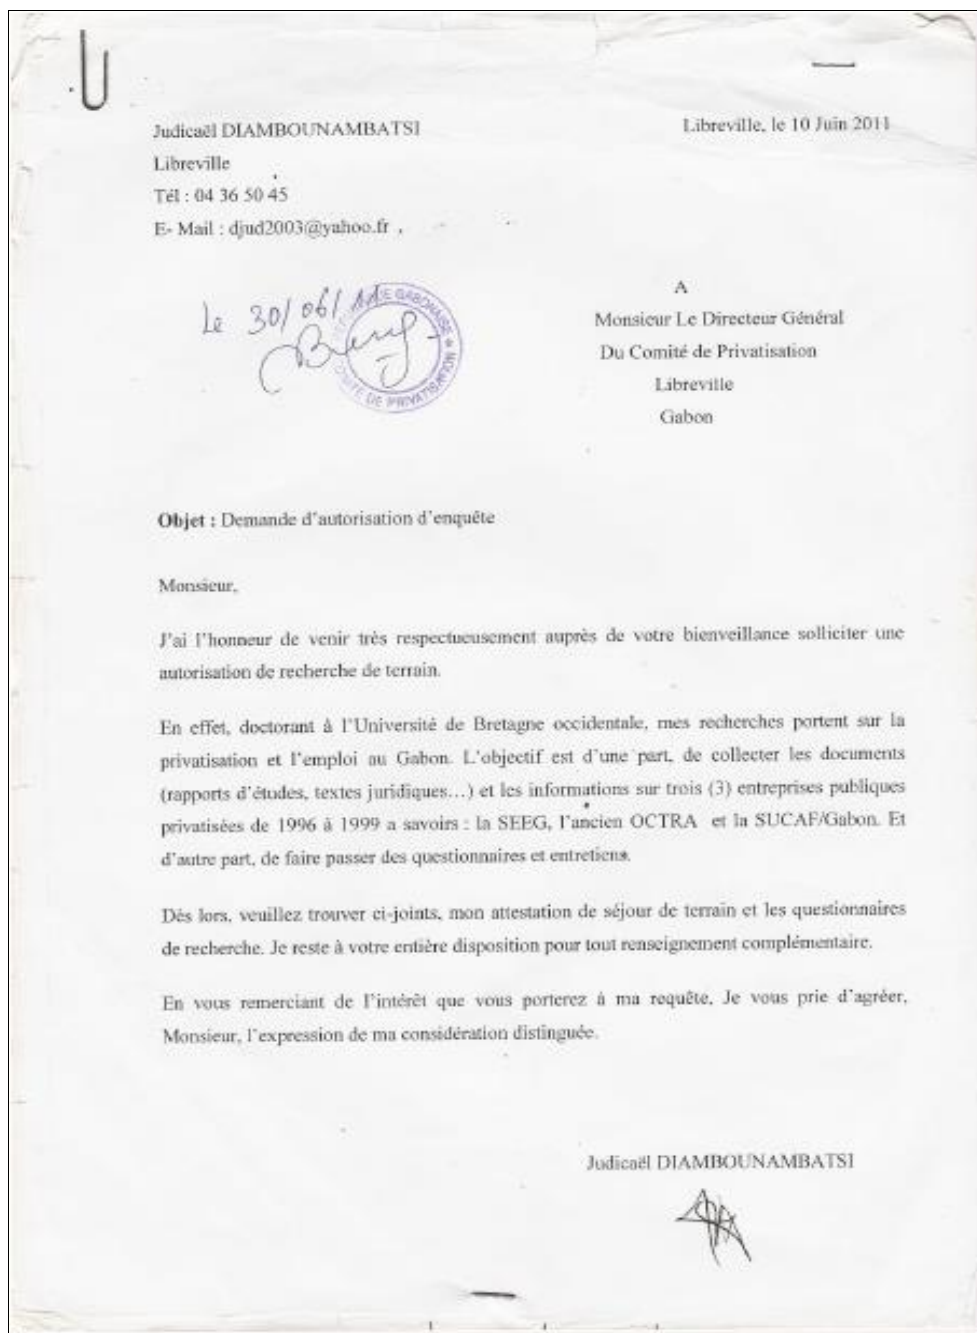 Judicaël DIAMBOUNAMBATSI
Libreville, le 10 Juin 2011
Libreville
Tél : 04 36 50 45
E- Mail : djud2003@yahoo.fr
Le 30/06/11
GABONAISE
DE PRIVATISATION
A
Monsieur Le Directeur Général
Du Comité de Privatisation
Libreville
Gabon
Objet : Demande d'autorisation d'enquête
Monsieur,
J'ai l'honneur de venir très respectueusement auprès de votre bienveillance solliciter une
autorisation de recherche de terrain.
En effet, doctorant à l'Université de Bretagne occidentale, mes recherches portent sur la
privatisation et l'emploi au Gabon. L'objectif est d'une part, de collecter les documents
(rapports d'études, textes juridiques...) et les informations sur trois (3) entreprises publiques
privatisées de 1996 à 1999 a savoirs : la SEEG, l'ancien OCTRA et la SUCAF/Gabon. Et
d'autre part, de faire passer des questionnaires et entretiens.
Dès lors, veuillez trouver ci-joints, mon attestation de séjour de terrain et les questionnaires
de recherche. Je reste à votre entière disposition pour tout renseignement complémentaire.
En vous remerciant de l'intérêt que vous porterez à ma requête, Je vous prie d'agréer,
Monsieur, l'expression de ma considération distinguée.
Judicaël DIAMBOUNAMBATSI